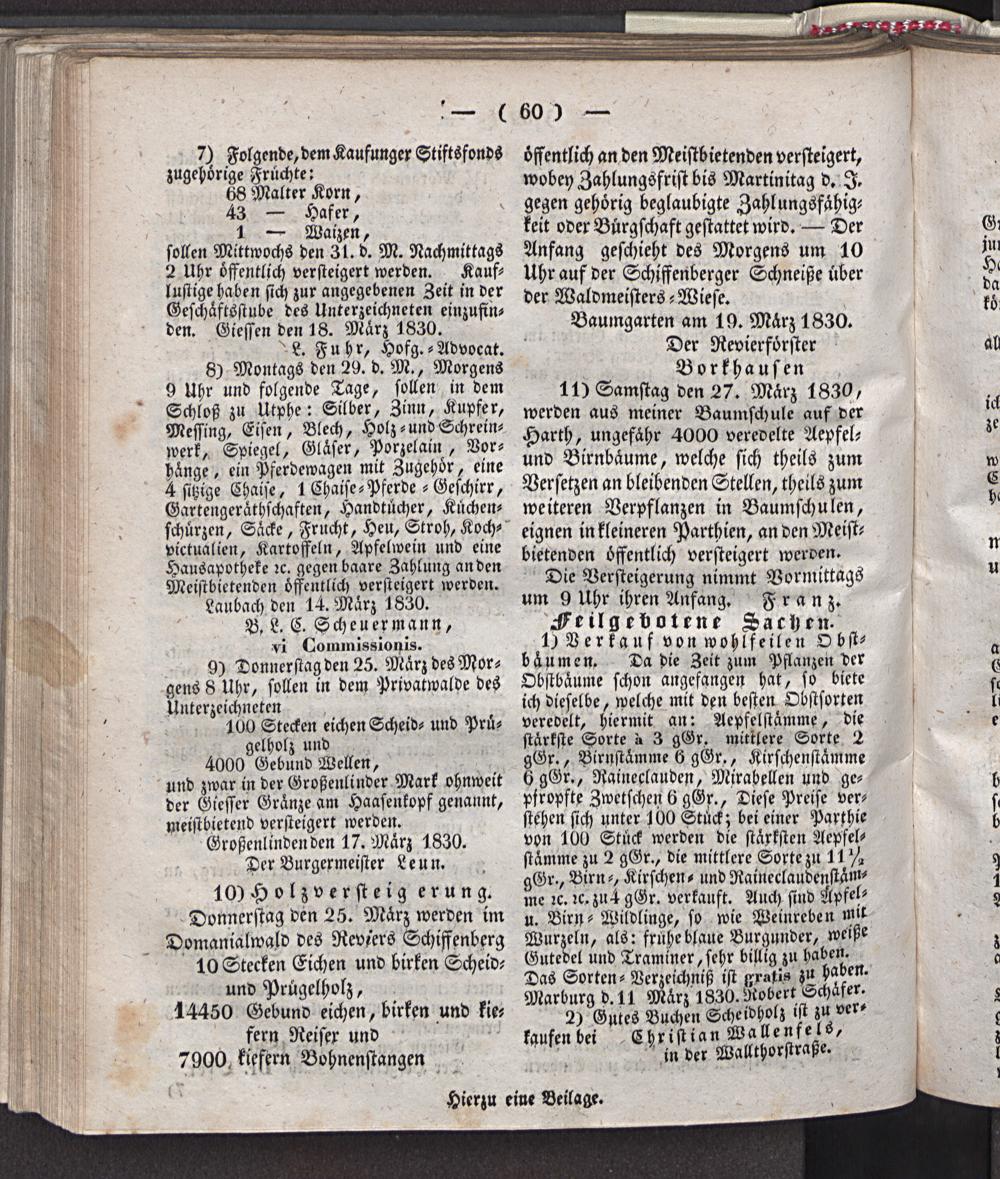 — ( 60 ) —
7) Folgende, dem Kaufunger Stiftsfonds
zugehörige Früchte:
68 Malter Korn,
43 — Hafer,
1 — Waizen,
sollen Mittwochs den 31. d. M. Nachmittags
2 Uhr öffentlich versteigert werden. Kauf-
lustige haben sich zur angegebenen Zeit in der
Geschäftsstube des Unterzeichneten einzufin-
den. Giessen den 18. März 1830.
L. Fuhr, Hofg.-Advocat.
8) Montags den 29. d. M., Morgens
9 Uhr und folgende Tage, sollen in dem
Schloß zu Utphe: Silber, Zinn, Kupfer,
Messing, Eisen, Blech, Holz- und Schrein-
werk, Spiegel, Gläser, Porzelain, Vor-
hänge, ein Pferdewagen mit Zugehör, eine
4 sitzige Chaise, 1 Chaise-Pferde-Geschirr,
Gartengeräthschaften, Handtücher, Küchen-
schürzen, Säcke, Frucht, Heu, Stroh, Koch-
victualien, Kartoffeln, Apfelwein und eine
Hausapotheke ꝛc. gegen baare Zahlung an den
Meistbietenden öffentlich versteigert werden.
Laubach den 14. März 1830.
B. L. C. Scheuermann,
vi Commissionis.
9) Donnerstag den 25. März des Mor-
gens 8 Uhr, sollen in dem Privatwalde des
Unterzeichneten
100 Stecken eichen Scheid- und Prü-
gelholz und
4000 Gebund Wellen,
und zwar in der Großenlinder Mark ohnweit
der Giesser Gränze am Haasenkopf genannt,
meistbietend versteigert werden.
Großenlinden den 17. März 1830.
Der Burgermeister Leun.
10) Holzversteigerung.
Donnerstag den 25. März werden im
Domanialwald des Reviers Schiffenberg
10 Stecken Eichen und birken Scheid-
und Prügelholz,
14450 Gebund eichen, birken und kie-
fern Reiser und
7900 kiefern Bohnenstangen
öffentlich an den Meistbietenden versteigert,
wobey Zahlungsfrist bis Martinitag d. J.
gegen gehörig beglaubigte Zahlungsfähig-
keit oder Bürgschaft gestattet wird. — Der
Anfang geschieht des Morgens um 10
Uhr auf der Schiffenberger Schneiße über
der Waldmeisters-Wiese.
Baumgarten am 19. März 1830.
Der Revierförster
Borkhausen
11) Samstag den 27. März 1830,
werden aus meiner Baumschule auf der
Harth, ungefähr 4000 veredelte Aepfel-
und Birnbäume, welche sich theils zum
Versetzen an bleibenden Stellen, theils zum
weiteren Verpflanzen in Baumschulen,
eignen in kleineren Parthien, an den Meist-
bietenden öffentlich versteigert werden.
Die Versteigerung nimmt Vormittags
um 9 Uhr ihren Anfang. Franz.
Feilgebotene Sachen.
1) Verkauf von wohlfeilen Obst-
bäumen. Da die Zeit zum Pflanzen der
Obstbäume schon angefangen hat, so biete
ich dieselbe, welche mit den besten Obstsorten
veredelt, hiermit an: Aepfelstämme, die
stärkste Sorte à 3 gGr. mittlere Sorte 2
gGr., Birnstämme 6 gGr., Kirschenstämme
6 gGr., Raineclauden, Mirabellen und ge-
pfropfte Zwetschen 6 gGr., Diese Preise ver-
stehen sich unter 100 Stück; bei einer Parthie
von 100 Stück werden die stärksten Aepfel-
stämme zu 2 gGr., die mittlere Sorte zu 1 1½
gGr., Birn-, Kirschen- und Raineclaudenstäm-
me ꝛc. ꝛc. zu 4 gGr. verkauft. Auch sind Apfel-
u. Birn-Wildlinge, so wie Weinreben mit
Wurzeln, als: frühe blaue Burgunder, weiße
Gutedel und Traminer, sehr billig zu haben.
Das Sorten-Verzeichniß ist gratis zu haben.
Marburg d. 11 März 1830. Robert Schäfer.
2) Gutes Buchen Scheidholz ist zu ver-
kaufen bei Christian Wallenfels,
in der Wallthorstraße.
Hierzu eine Beilage.